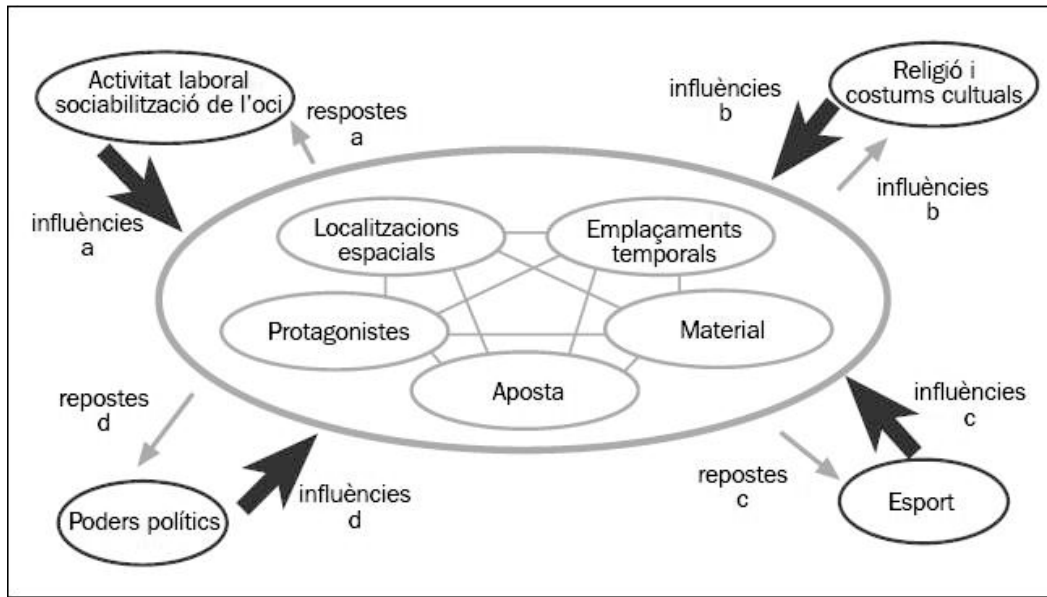 Activitat laboral
sociabilització de l'oci
respostes
a
influències
a
influències
b
Religió i
costums cultuals
influències
b
Localitzacions
espacials
Emplaçaments
temporals
Protagonistes
Material
Aposta
repostes
d
Poders polítics
influències
d
repostes
c
influències
c
Esport